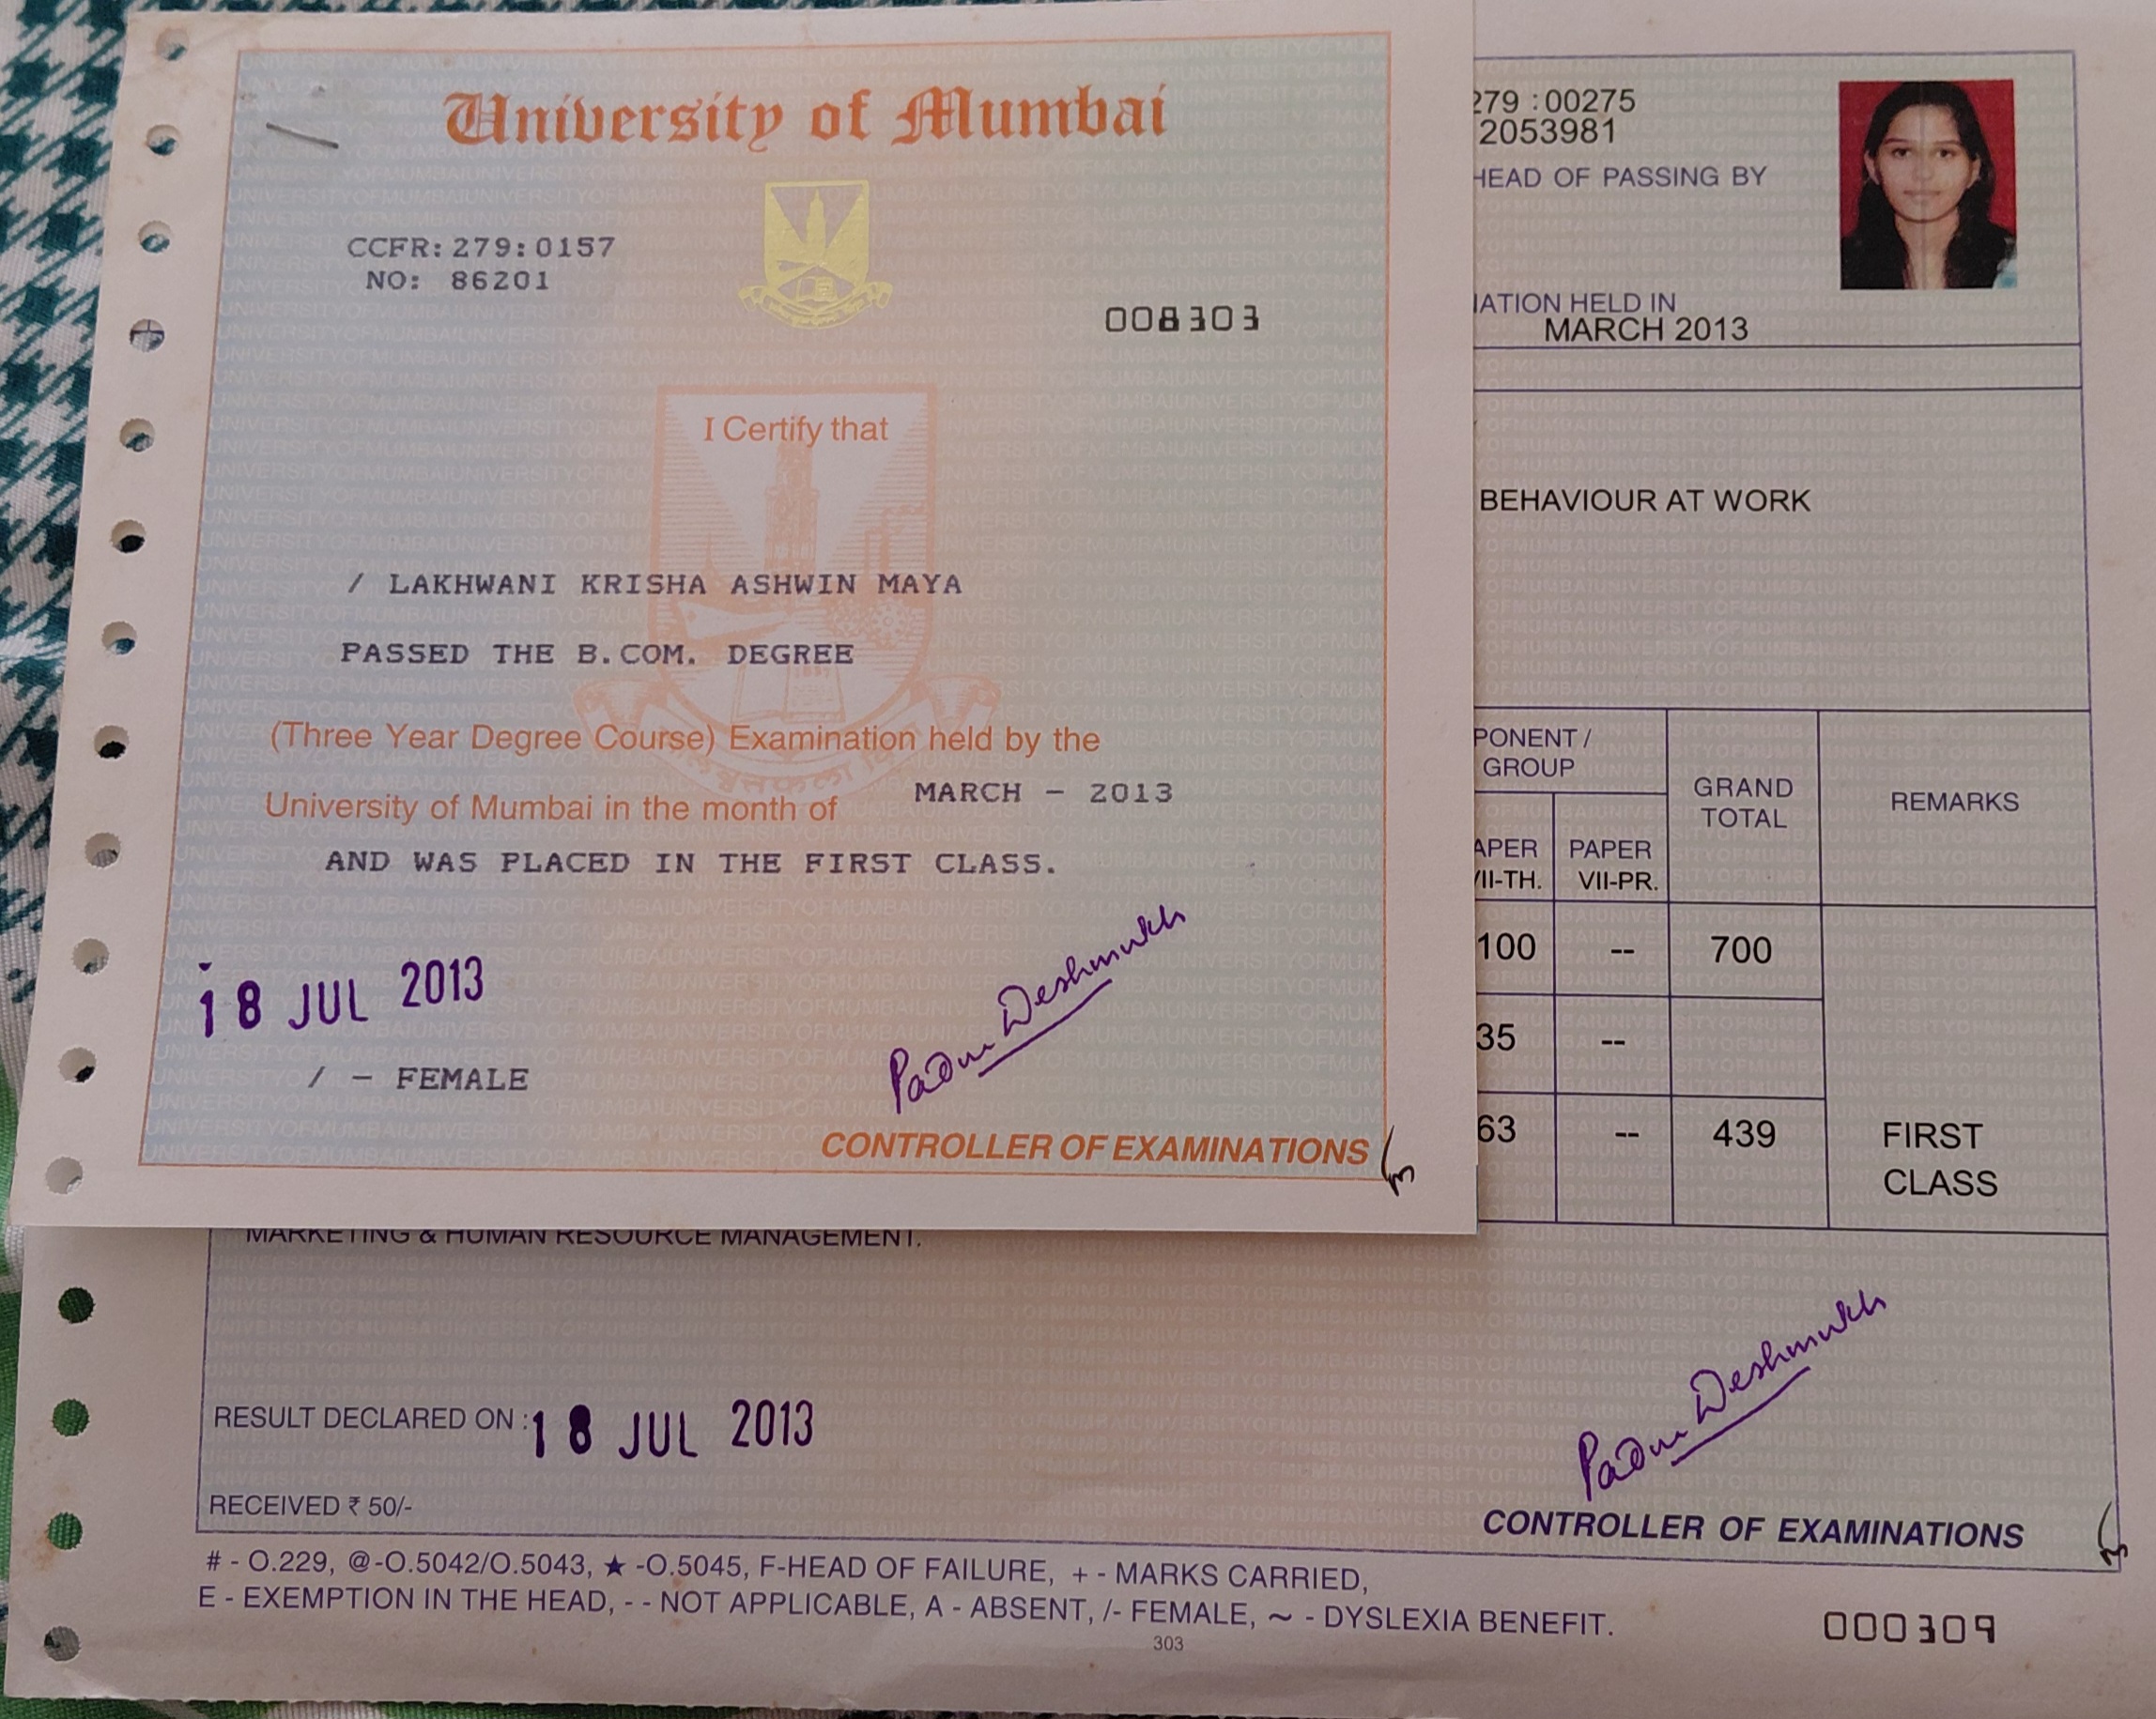 University of Mumbai
CCFR: 279: 0157
NO: 86201
008303
I Certify that
/ LAKHWANI KRISHA ASHWIN MAYA
PASSED THE B.COM. DEGREE
(Three Year Degree Course) Examination held by the
University of Mumbai in the month of MARCH - 2013
AND WAS PLACED IN THE FIRST CLASS.
18 JUL 2013
Padma Deshmukh
/ - FEMALE
CONTROLLER OF EXAMINATIONS
279 :00275
2053981
HEAD OF PASSING BY
HELD IN
MARCH 2013
BEHAVIOUR AT WORK
GROUP
GRAND
TOTAL
REMARKS
PAPER
VII-PR.
100 -- 700
35 --
63 -- 439 FIRST
CLASS
MARKETING & HUMAN RESOURCE MANAGEMENT.
RESULT DECLARED ON : 18 JUL 2013
Padma Deshmukh
RECEIVED ₹ 50/-
CONTROLLER OF EXAMINATIONS
# - O.229, @-O.5042/O.5043, ★ -O.5045, F-HEAD OF FAILURE, + - MARKS CARRIED,
E - EXEMPTION IN THE HEAD, - - NOT APPLICABLE, A - ABSENT, /- FEMALE, ~ - DYSLEXIA BENEFIT.
303
000309